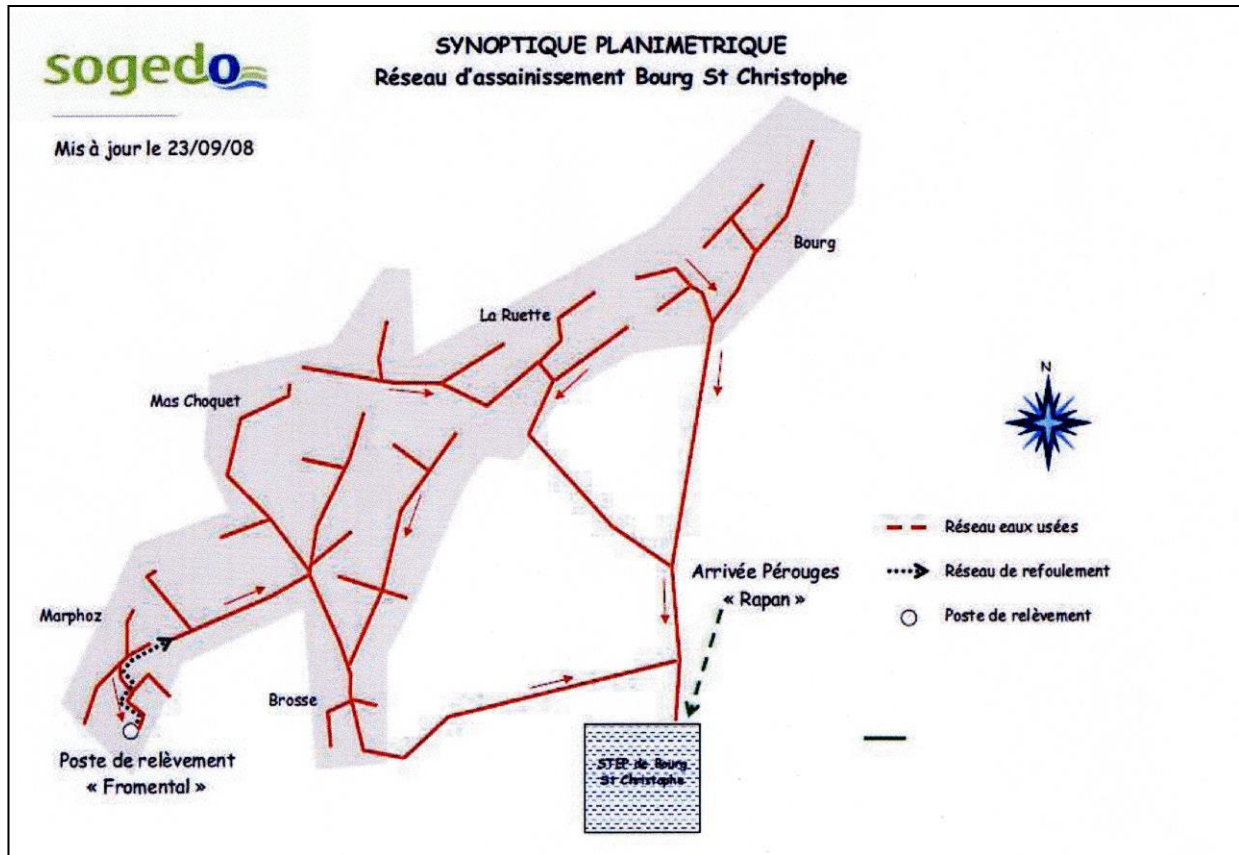 sogedo
SYNOPTIQUE PLANIMETRIQUE
Réseau d'assainissement Bourg St Christophe
Mis à jour le 23/09/08
Bourg
La Ruette
Mas Choquet
N
Réseau eaux usées
Arrivée Pérouges
« Rapan »
Réseau de refoulement
Marphoz
Poste de relèvement
Brosse
Poste de relèvement
« Fromental »
STEP de Bourg
St Christophe